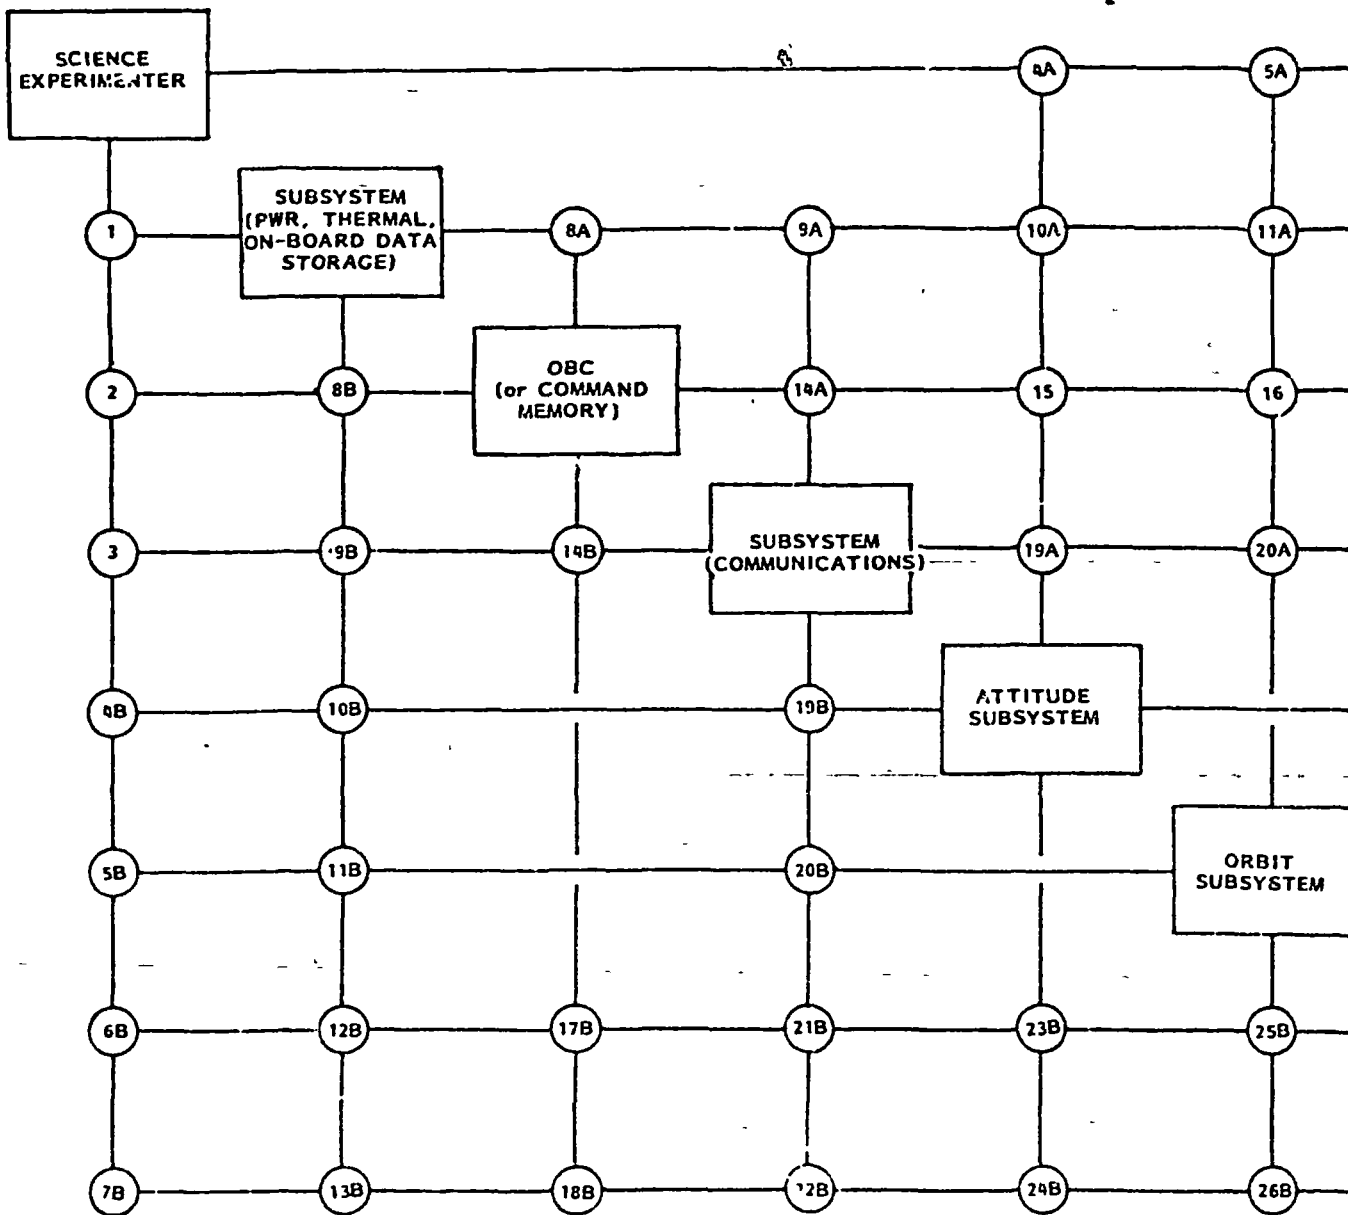 SCIENCE
EXPERIMENTER
4A
5A
SUBSYSTEM
(PWR, THERMAL,
ON-BOARD DATA
STORAGE)
1
8A
9A
10A
11A
OBC
(or COMMAND
MEMORY)
2
8B
14A
15
16
SUBSYSTEM
(COMMUNICATIONS)
3
9B
14B
19A
20A
ATTITUDE
SUBSYSTEM
4B
10B
19B
ORBIT
SUBSYSTEM
5B
11B
20B
6B
12B
17B
21B
23B
25B
7B
13B
18B
22B
24B
26B